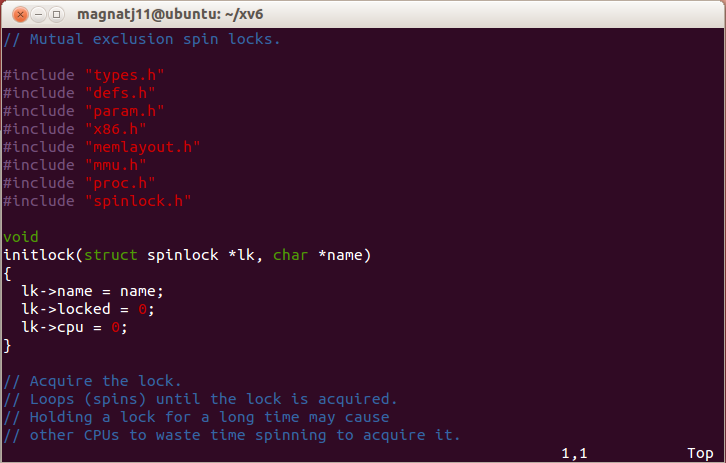 magnatj11@ubuntu: ~/xv6
// Mutual exclusion spin locks.
#include "types.h"
#include "defs.h"
#include "param.h"
#include "x86.h"
#include "memlayout.h"
#include "mmu.h"
#include "proc.h"
#include "spinlock.h"
void
initlock(struct spinlock *lk, char *name)
{
  lk->name = name;
  lk->locked = 0;
  lk->cpu = 0;
}
// Acquire the lock.
// Loops (spins) until the lock is acquired.
// Holding a lock for a long time may cause
// other CPUs to waste time spinning to acquire it.
1,1 Top